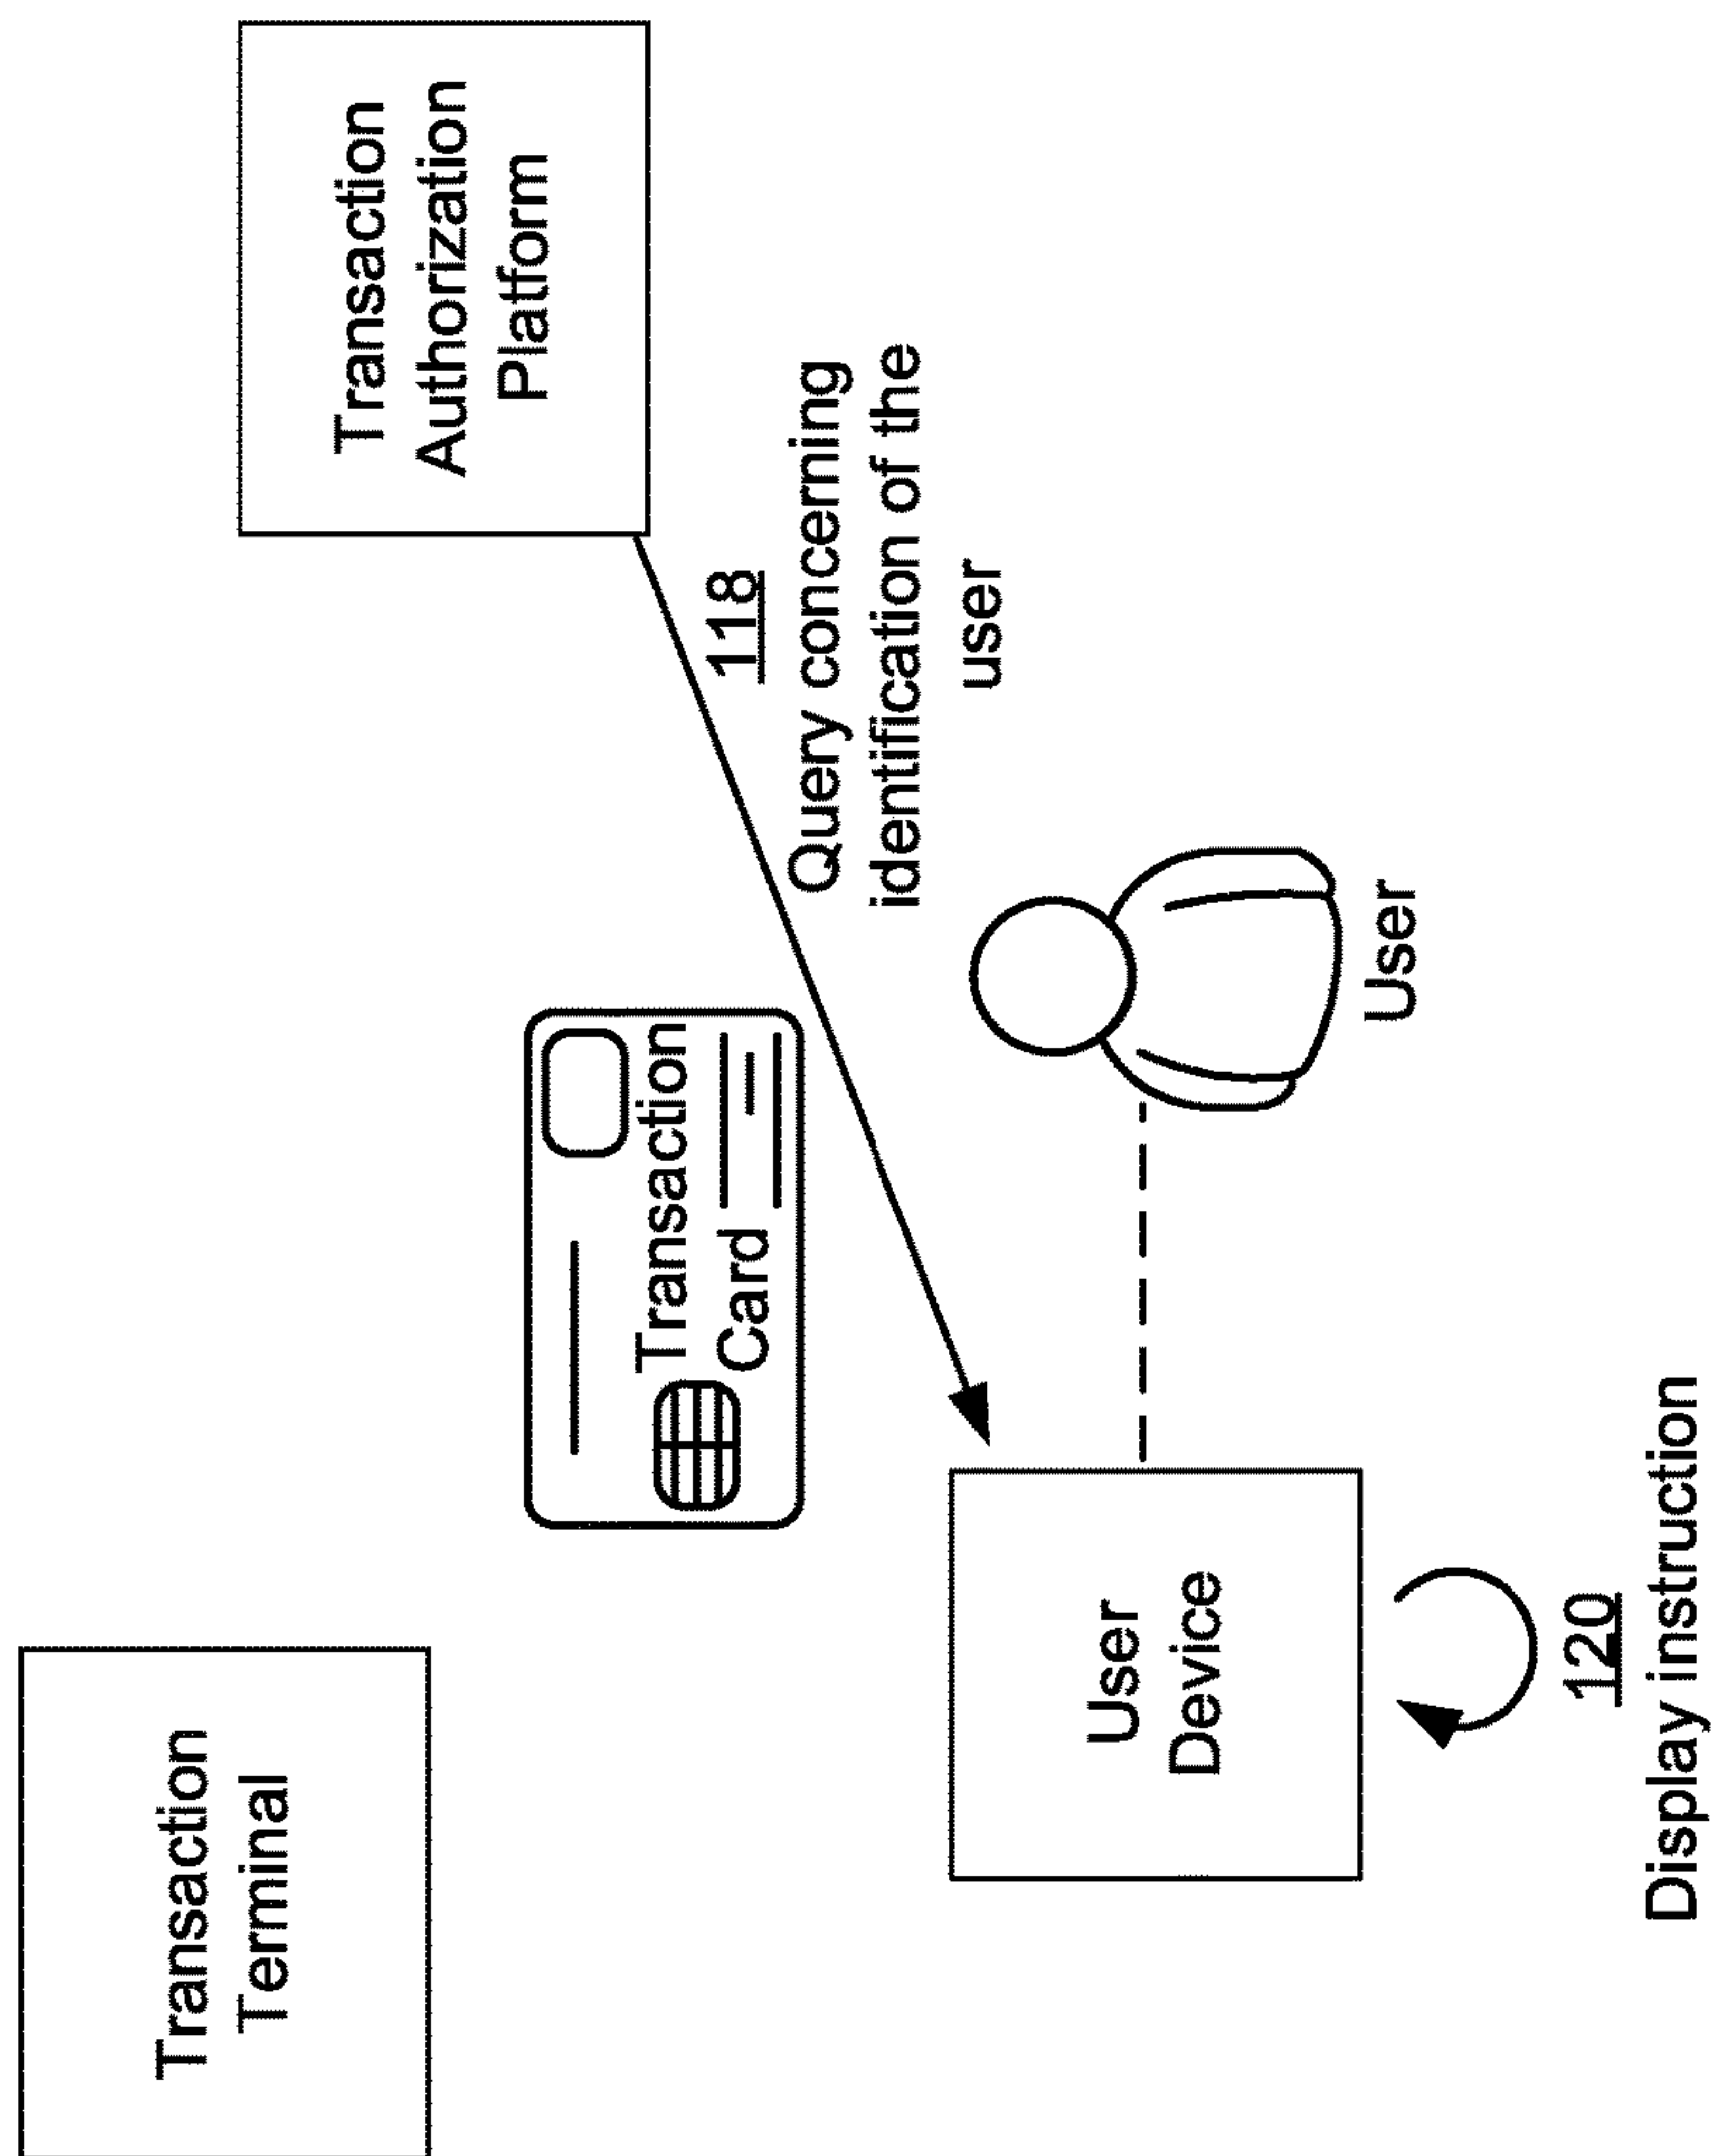 Transaction
Terminal
Transaction
Authorization
Platform
Transaction
Card
118
Query concerning
identification of the
user
User
Device
User
120
Display instruction